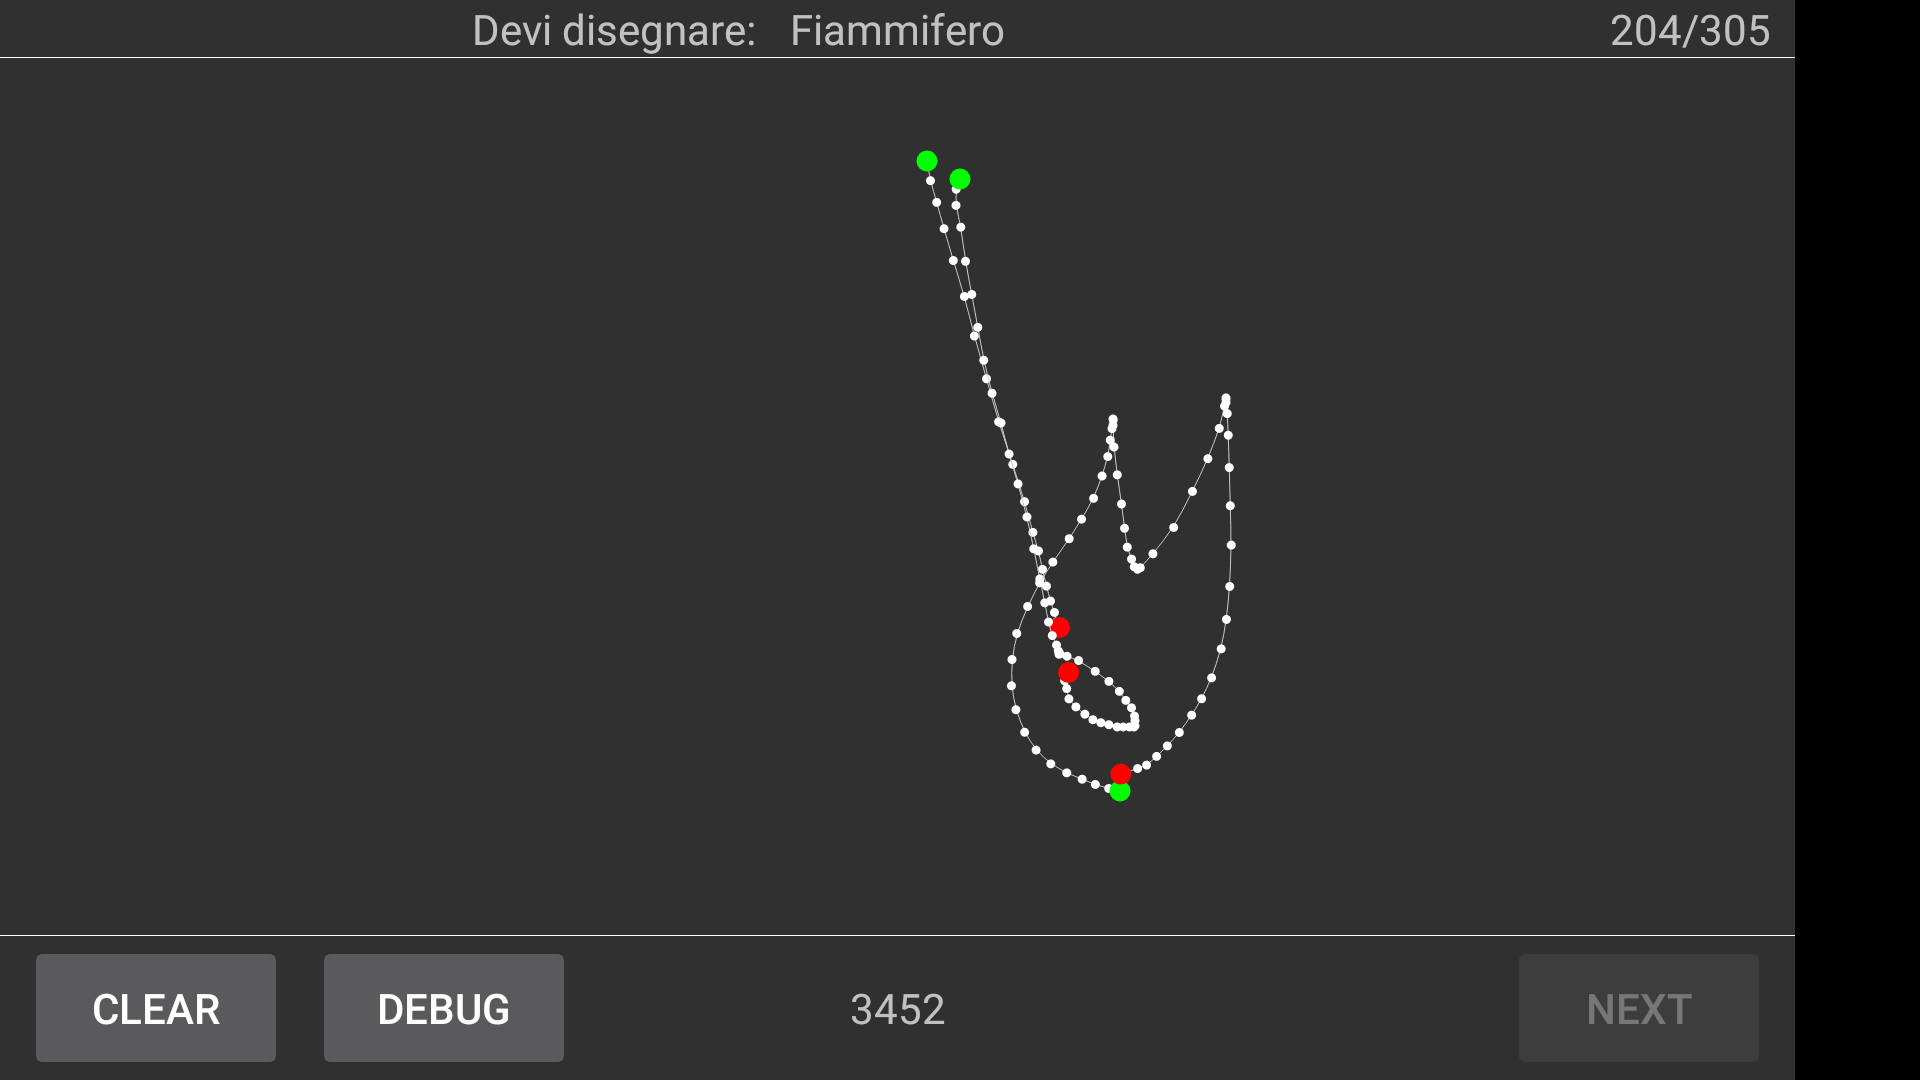 Devi disegnare: Fiammifero
204/305
CLEAR
DEBUG
3452
NEXT